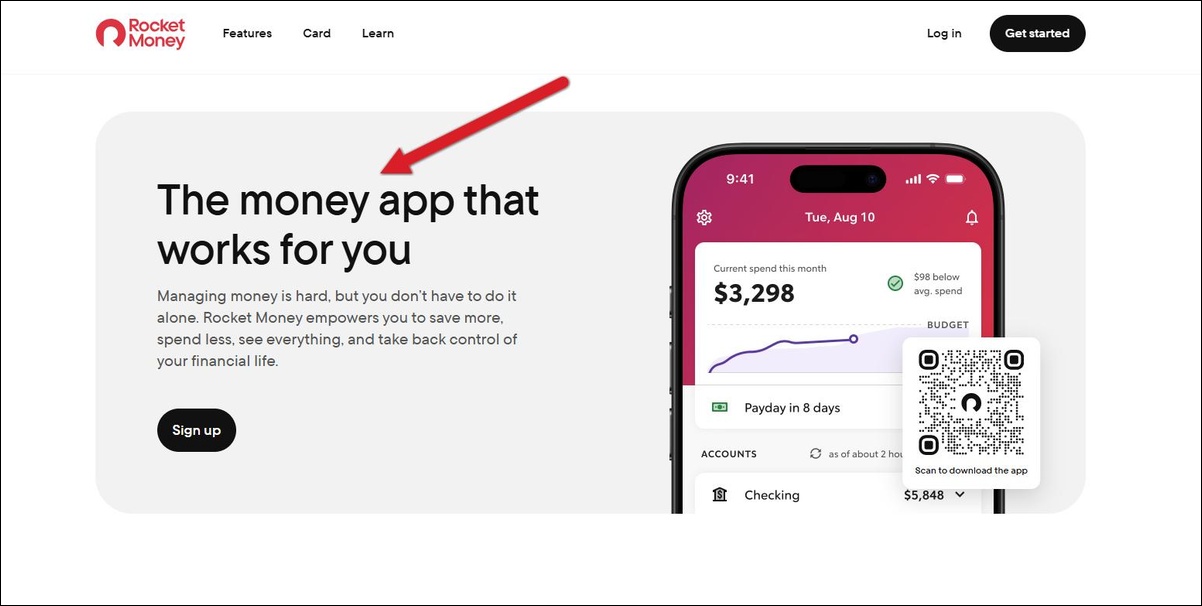 Rocket
Money
Features
Card
Learn
Log in
Get started
The money app that
works for you
Managing money is hard, but you don't have to do it
alone. Rocket Money empowers you to save more,
spend less, see everything, and take back control of
your financial life.
Sign up
9:41
Tue, Aug 10
Current spend this month
$3,298
$98 below
avg. spend
BUDGET
Payday in 8 days
ACCOUNTS
as of about 2
Checking
$5,848
Scan to download the app